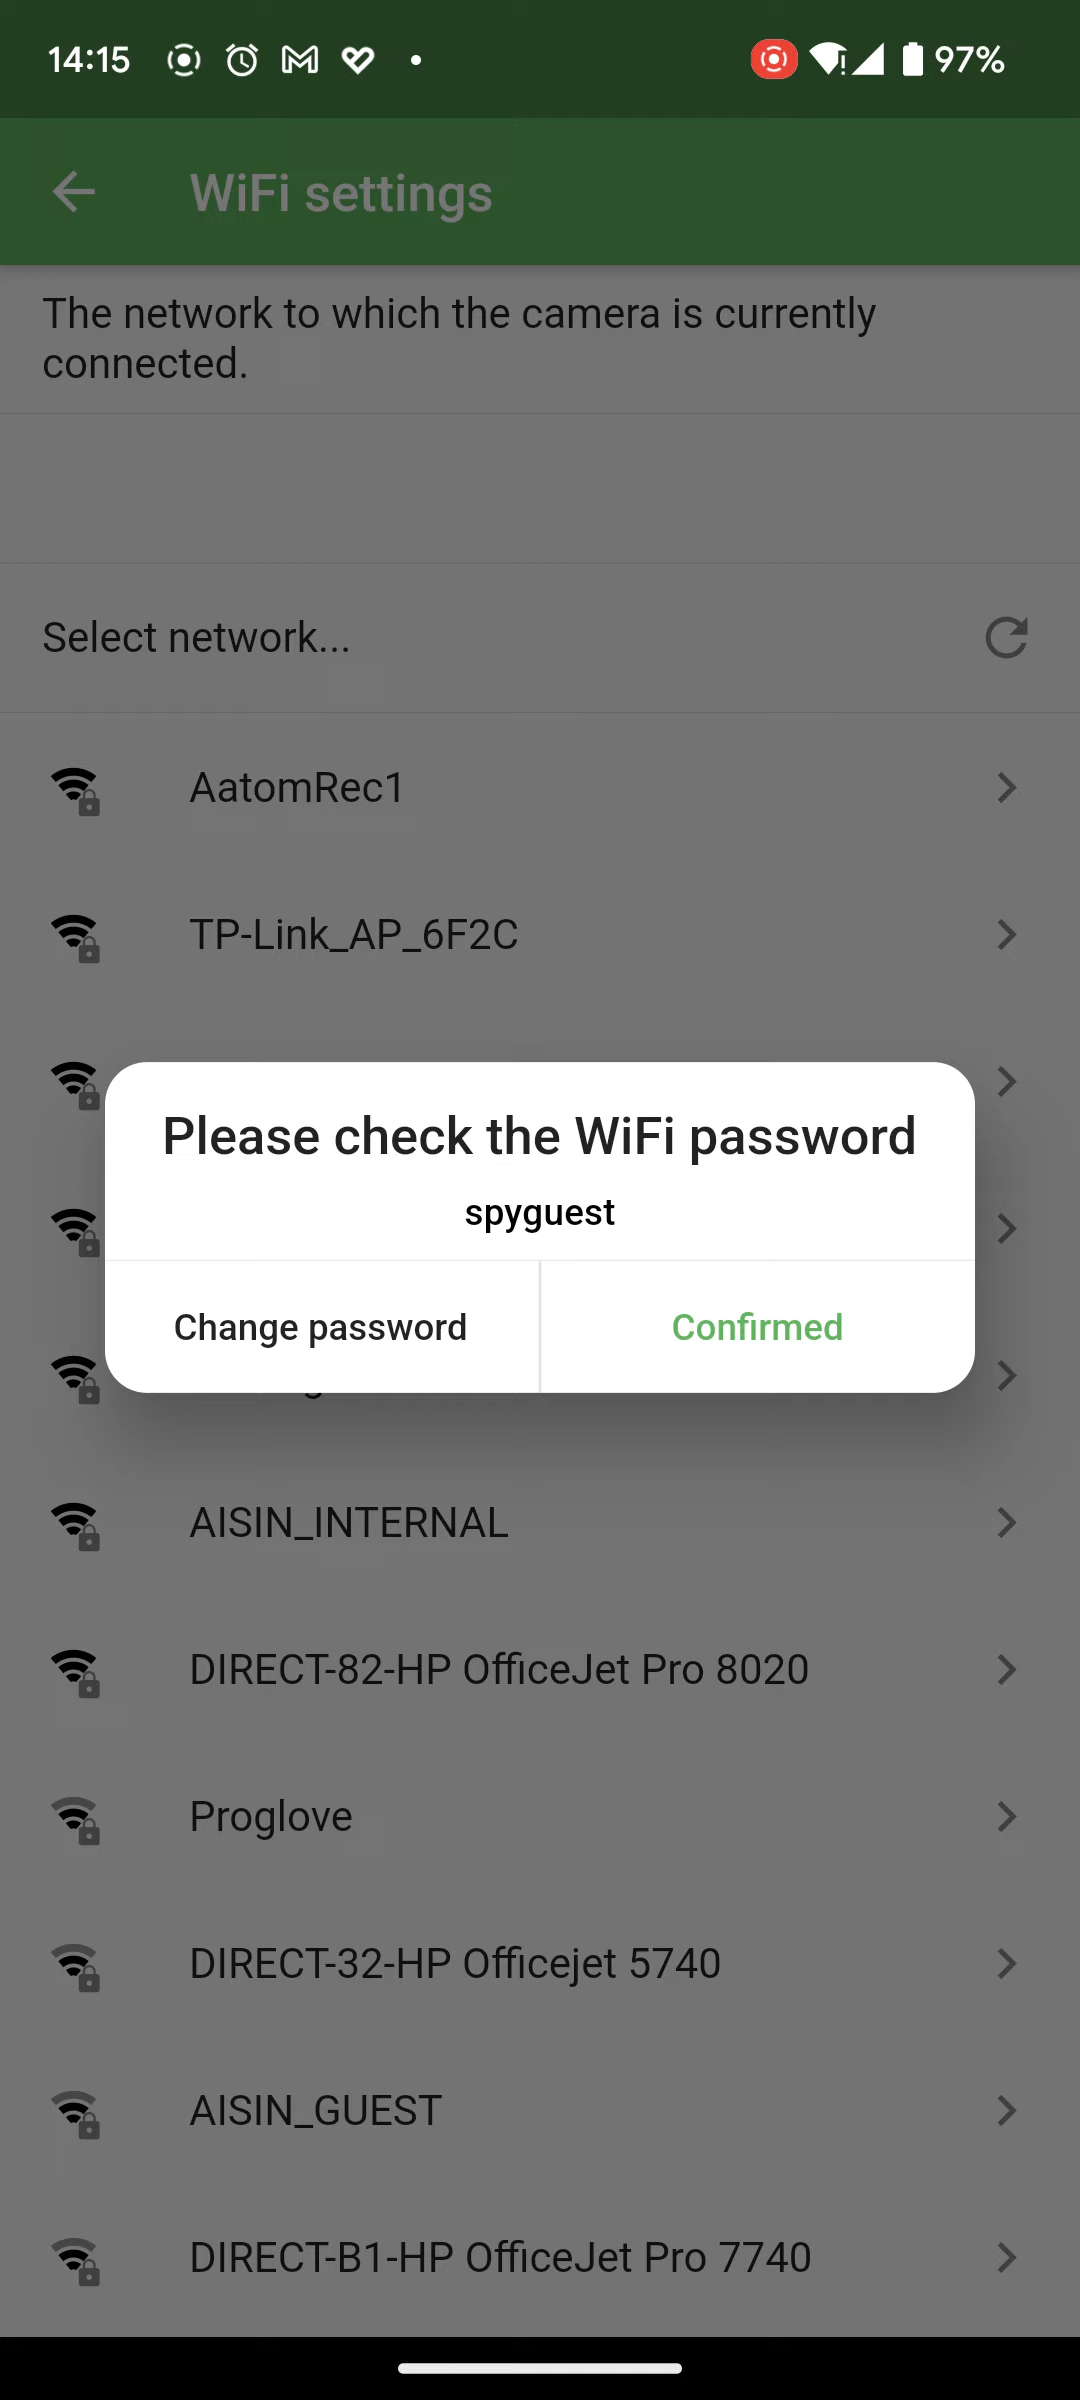 14:15
97%
WiFi settings
The network to which the camera is currently
connected.
Select network...
AatomRec1
TP-Link_AP_6F2C
Please check the WiFi password
spyguest
Change password
Confirmed
AISIN_INTERNAL
DIRECT-82-HP OfficeJet Pro 8020
Proglove
DIRECT-32-HP Officejet 5740
AISIN_GUEST
DIRECT-B1-HP OfficeJet Pro 7740